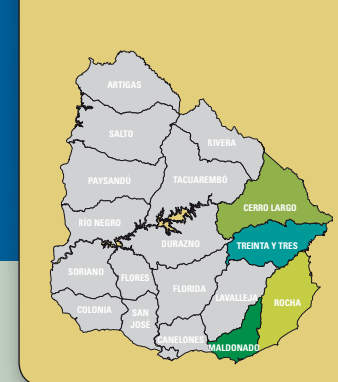 ARTIGAS
SALTO
RIVERA
PAYSANDÚ
TACUAREMBÓ
CERRO LARGO
RÍO NEGRO
DURAZNO
TREINTA Y TRES
SORIANO
FLORES
FLORIDA
LAVALLEJA
ROCHA
COLONIA
SAN
JOSÉ
CANELONES
MALDONADO